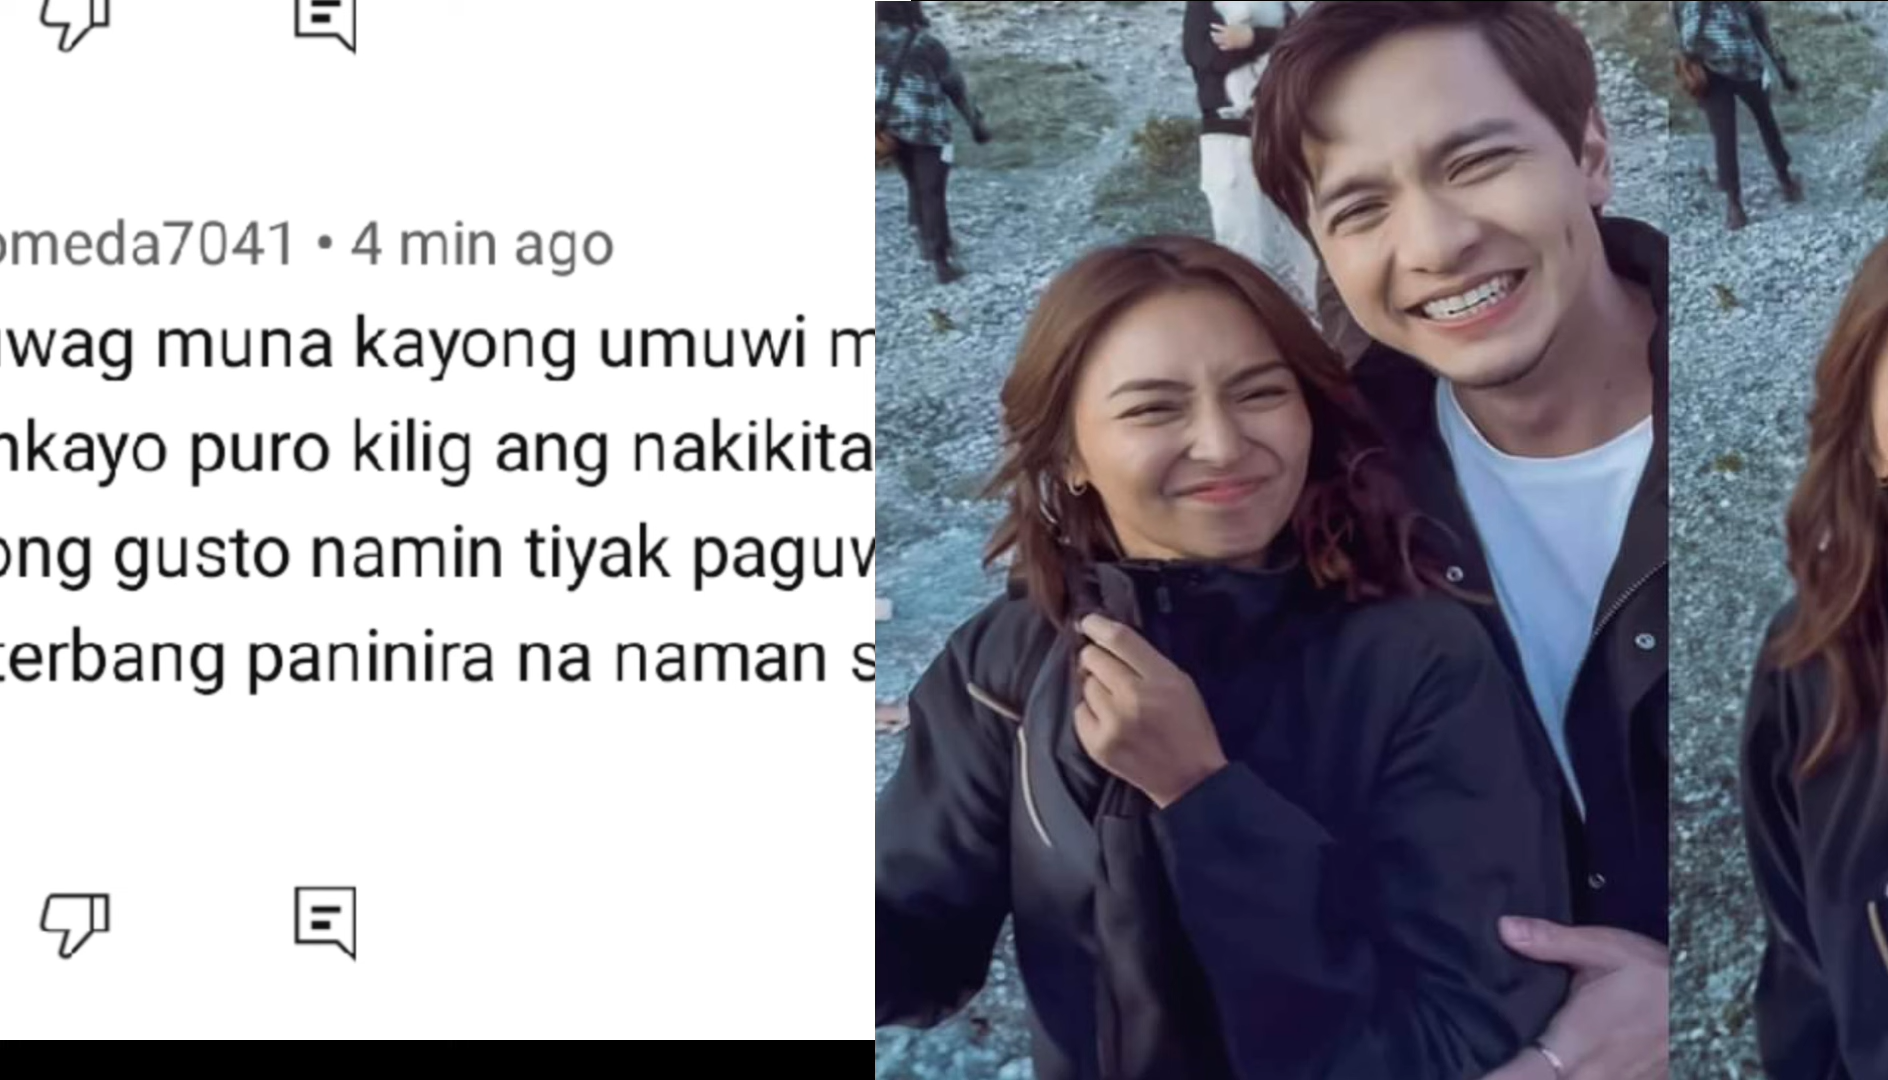 omeda7041 • 4 min ago
wag muna kayong umuwi
nkayo puro kilig ang nakikita
ong gusto namin tiyak paguw
terbang paninira na naman s